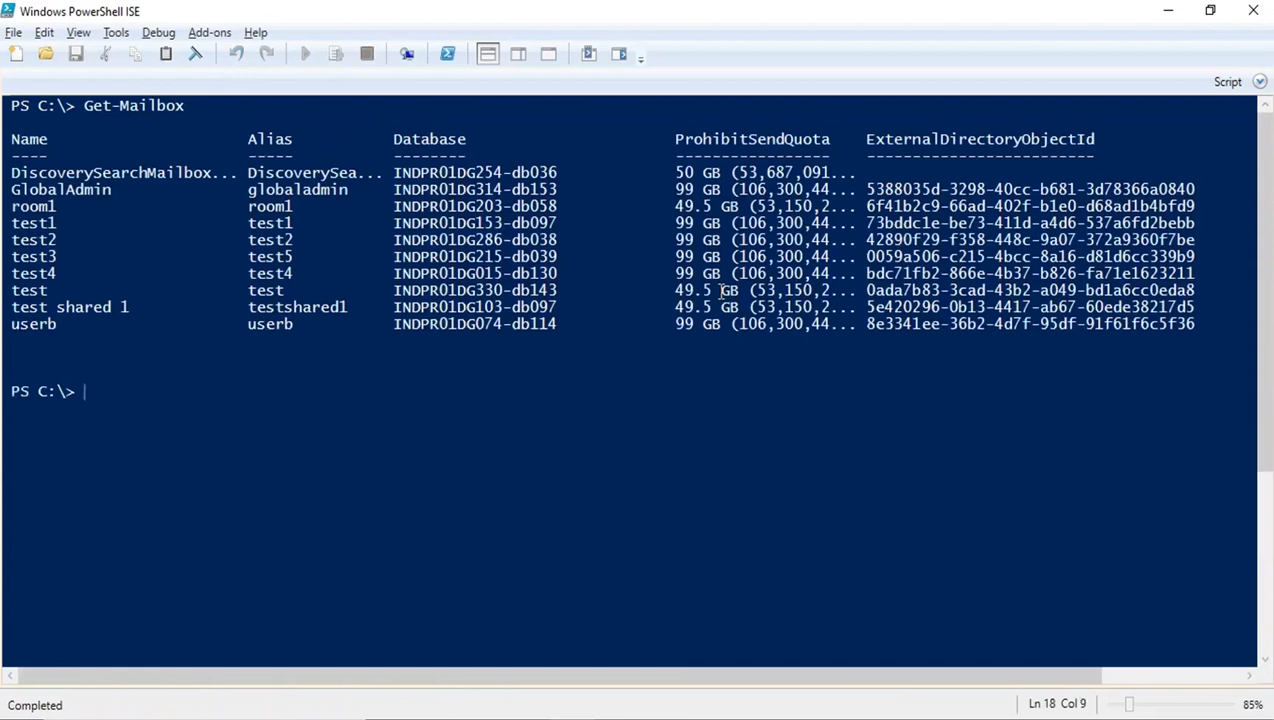 Windows PowerShell ISE
File Edit View Tools Debug Add-ons Help
Script
PS C:\> Get-Mailbox
Name Alias Database ProhibitSendQuota ExternalDirectoryObjectId
---- ----- -------- ----------------- -------------------------
DiscoverySearchMailbox... DiscoverySea... INDPR01DG254-db036 50 GB (53,687,091...
GlobalAdmin globaladmin INDPR01DG314-db153 99 GB (106,300,44... 5388035d-3298-40cc-b681-3d78366a0840
room1 room1 INDPR01DG203-db058 49.5 GB (53,150,2... 6f41b2c9-66ad-402f-b1e0-d68ad1b4bfd9
test1 test1 INDPR01DG153-db097 99 GB (106,300,44... 73bddc1e-be73-411d-a4d6-537a6fd2bebb
test2 test2 INDPR01DG286-db038 99 GB (106,300,44... 42890f29-f358-448c-9a07-372a9360f7be
test3 test5 INDPR01DG215-db039 99 GB (106,300,44... 0059a506-c215-4bcc-8a16-d81d6cc339b9
test4 test4 INDPR01DG015-db130 99 GB (106,300,44... bdc71fb2-866e-4b37-b826-fa71e1623211
test test INDPR01DG330-db143 49.5 GB (53,150,2... 0ada7b83-3cad-43b2-a049-bd1a6cc0eda8
test shared 1 testshared1 INDPR01DG103-db097 49.5 GB (53,150,2... 5e420296-0b13-4417-ab67-60ede38217d5
userb userb INDPR01DG074-db114 99 GB (106,300,44... 8e3341ee-36b2-4d7f-95df-91f61f6c5f36
PS C:\>
Completed Ln 18 Col 9 85%